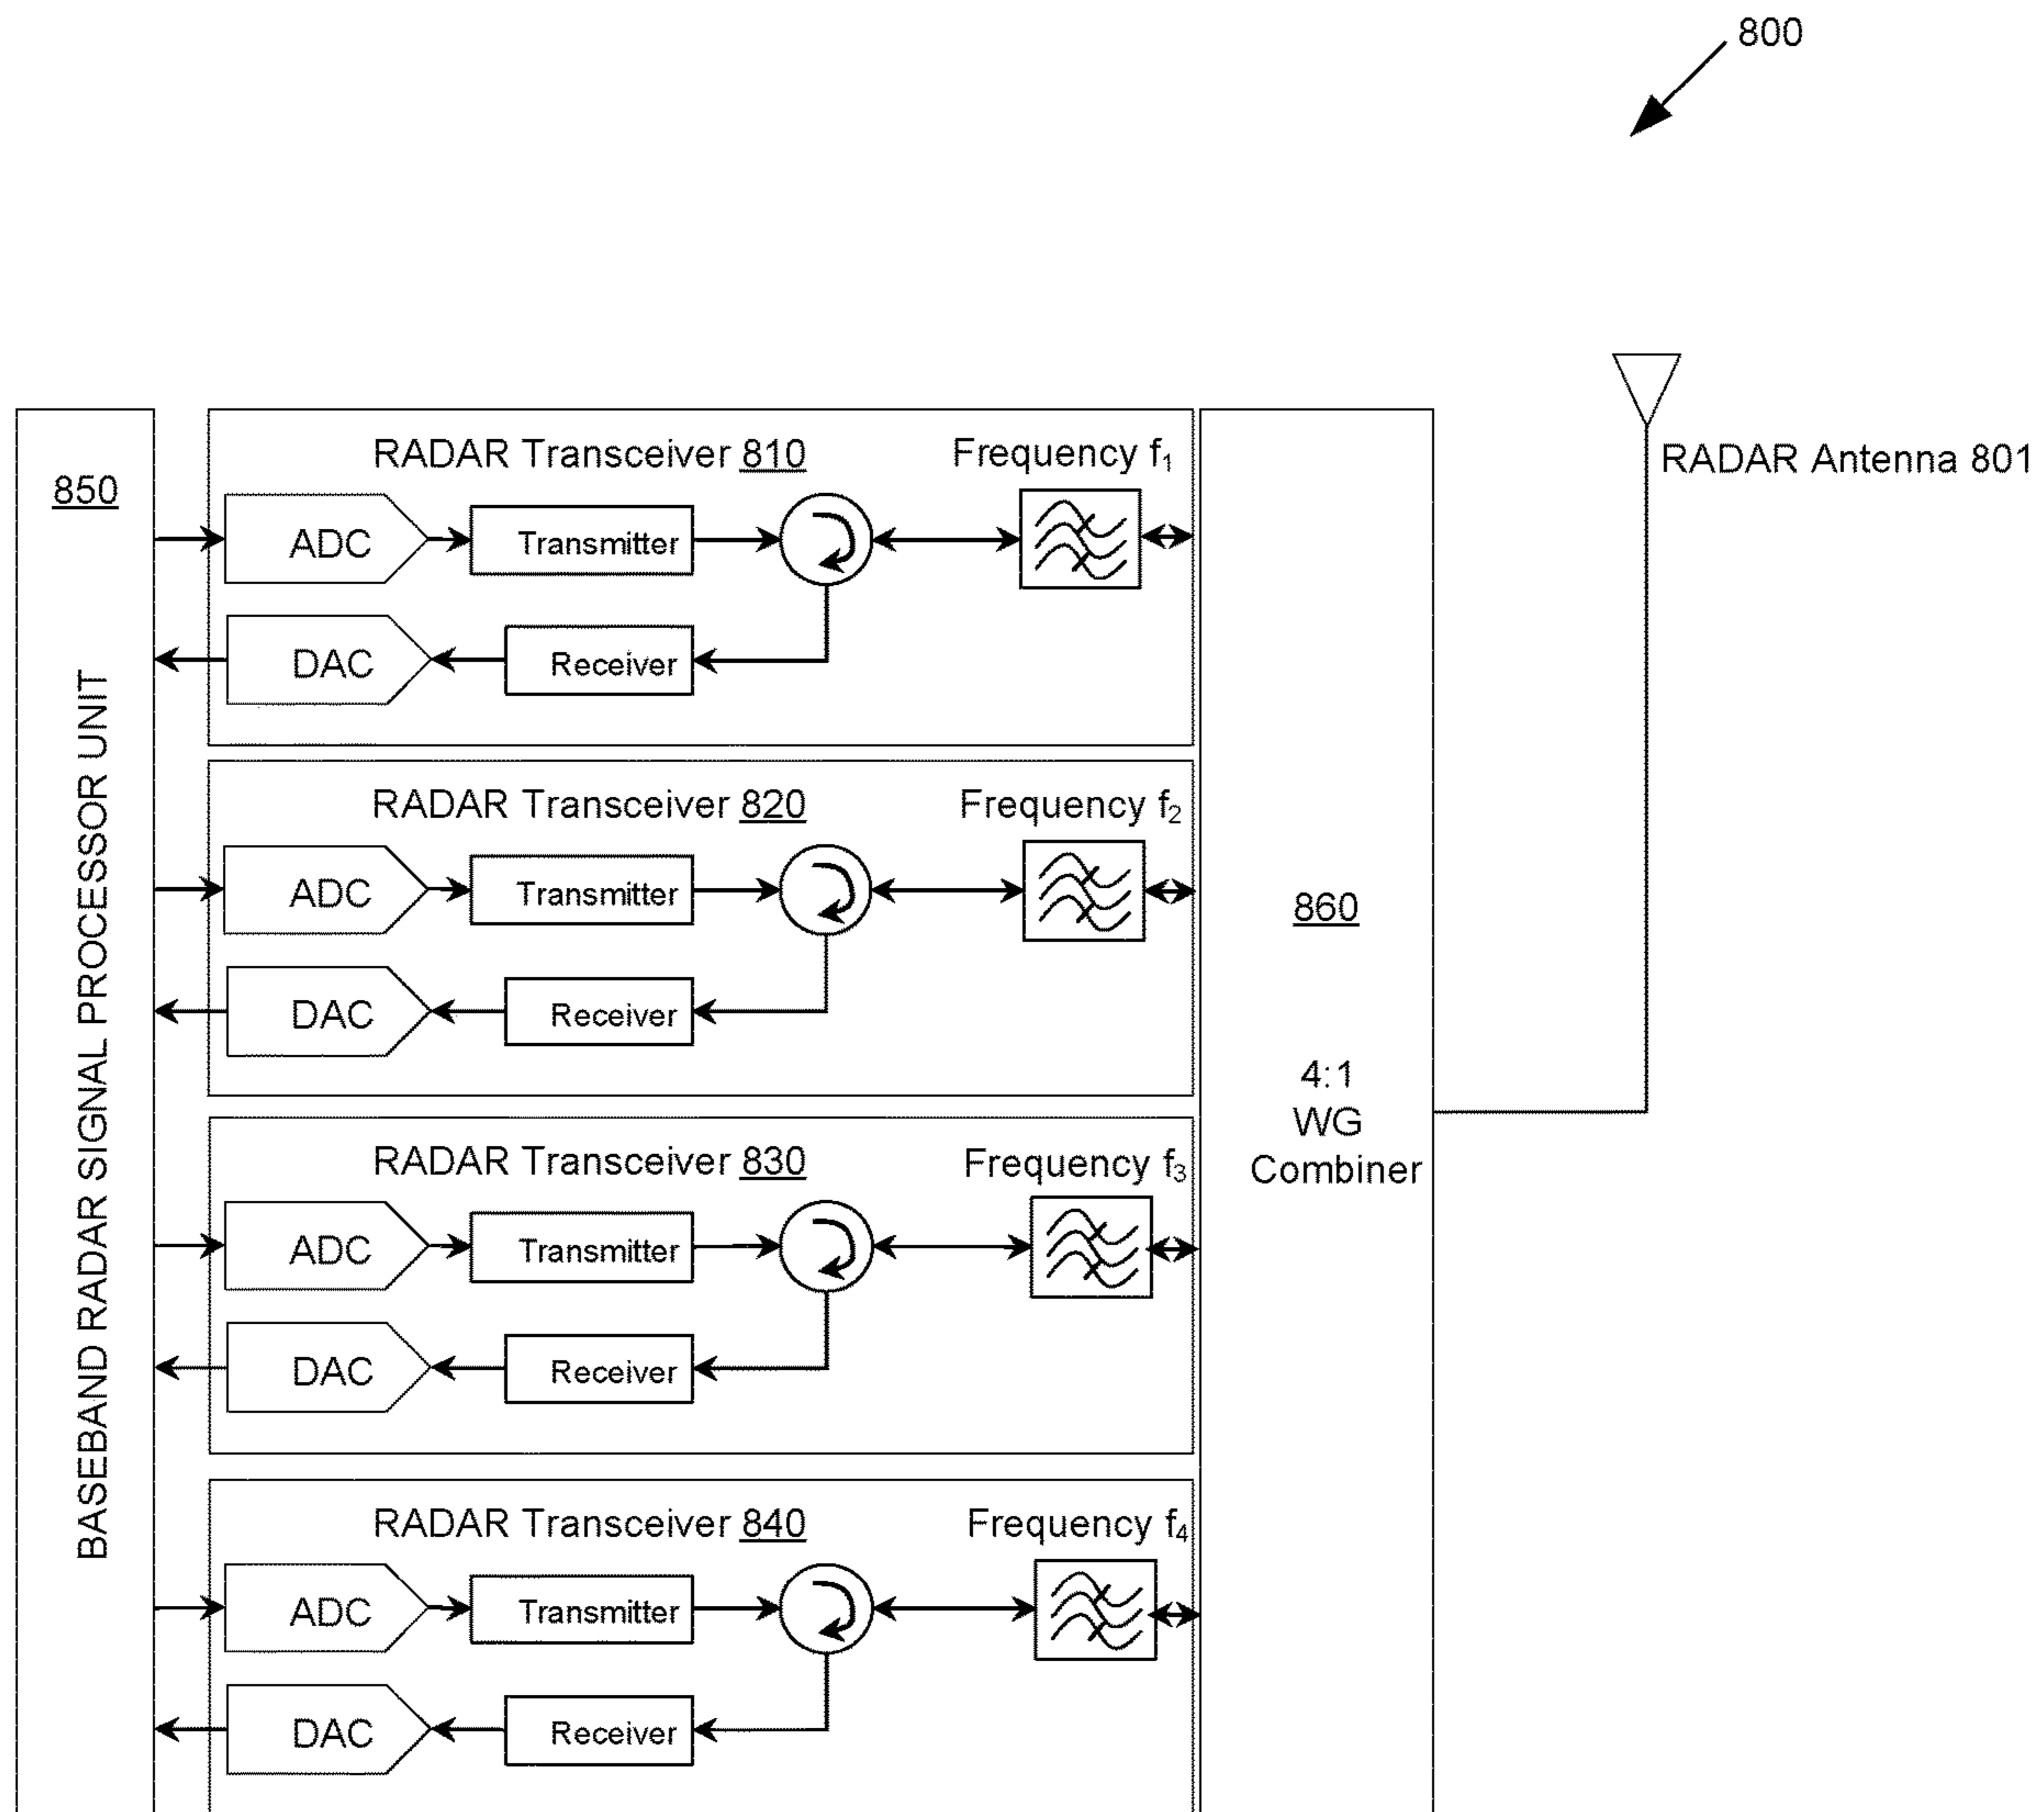 800
RADAR Antenna 801
850
BASEBAND RADAR SIGNAL PROCESSOR UNIT
RADAR Transceiver 810
Frequency f₁
ADC
Transmitter
DAC
Receiver
RADAR Transceiver 820
Frequency f₂
ADC
Transmitter
DAC
Receiver
RADAR Transceiver 830
Frequency f₃
ADC
Transmitter
DAC
Receiver
RADAR Transceiver 840
Frequency f₄
ADC
Transmitter
DAC
Receiver
860
4:1
WG
Combiner